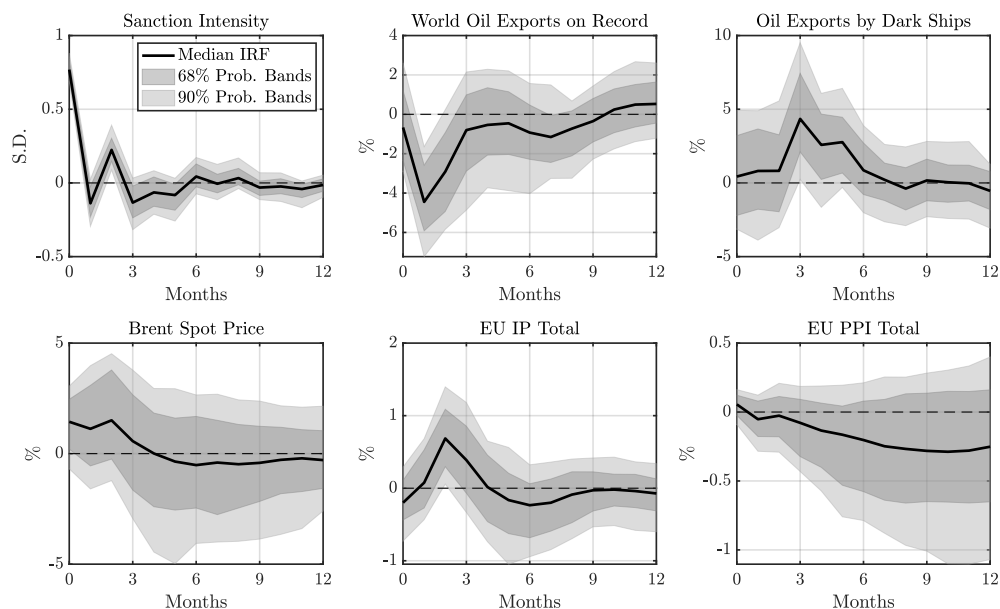 Sanction Intensity
1
0.5
0
-0.5
S.D.
0 3 6 9 12
Months
Median IRF
68% Prob. Bands
90% Prob. Bands
World Oil Exports on Record
4
2
0
-2
-4
-6
%
0 3 6 9 12
Months
Oil Exports by Dark Ships
10
5
0
-5
%
0 3 6 9 12
Months
Brent Spot Price
5
0
-5
%
0 3 6 9 12
Months
EU IP Total
2
1
0
-1
%
0 3 6 9 12
Months
EU PPI Total
0.5
0
-0.5
-1
%
0 3 6 9 12
Months